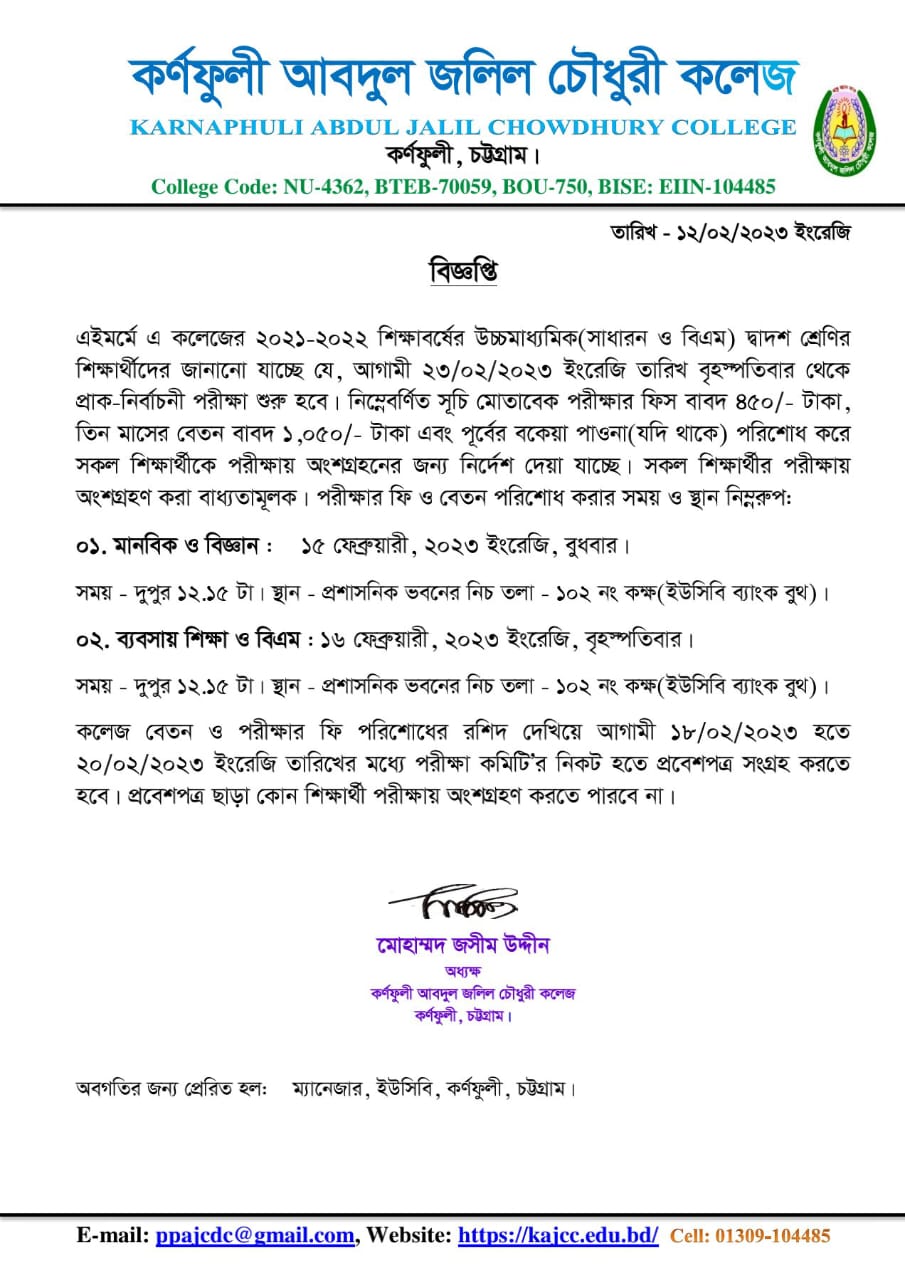 কর্ণফুলী আবদুল জলিল চৌধুরী কলেজ
KARNAPHULI ABDUL JALIL CHOWDHURY COLLEGE
কর্ণফুলী, চট্টগ্রাম।
College Code: NU-4362, BTEB-70059, BOU-750, BISE: EIIN-104485
তারিখ - ১২/০২/২০২৩ ইংরেজি
বিজ্ঞপ্তি
এইমর্মে এ কলেজের ২০২১-২০২২ শিক্ষাবর্ষের উচ্চমাধ্যমিক(সাধারন ও বিএম) দ্বাদশ শ্রেণির
শিক্ষার্থীদের জানানো যাচ্ছে যে, আগামী ২৩/০২/২০২৩ ইংরেজি তারিখ বৃহস্পতিবার থেকে
প্রাক-নির্বাচনী পরীক্ষা শুরু হবে। নিম্নেবর্ণিত সূচি মোতাবেক পরীক্ষার ফিস বাবদ ৪৫০/- টাকা,
তিন মাসের বেতন বাবদ ১,০৫০/- টাকা এবং পূর্বের বকেয়া পাওনা(যদি থাকে) পরিশোধ করে
সকল শিক্ষার্থীকে পরীক্ষায় অংশগ্রহনের জন্য নির্দেশ দেয়া যাচ্ছে। সকল শিক্ষার্থীর পরীক্ষায়
অংশগ্রহণ করা বাধ্যতামূলক। পরীক্ষার ফি ও বেতন পরিশোধ করার সময় ও স্থান নিম্নরুপ:
০১. মানবিক ও বিজ্ঞান : ১৫ ফেব্রুয়ারী, ২০২৩ ইংরেজি, বুধবার।
সময় - দুপুর ১২.১৫ টা। স্থান - প্রশাসনিক ভবনের নিচ তলা - ১০২ নং কক্ষ(ইউসিবি ব্যাংক বুথ)।
০২. ব্যবসায় শিক্ষা ও বিএম : ১৬ ফেব্রুয়ারী, ২০২৩ ইংরেজি, বৃহস্পতিবার।
সময় - দুপুর ১২.১৫ টা। স্থান - প্রশাসনিক ভবনের নিচ তলা - ১০২ নং কক্ষ(ইউসিবি ব্যাংক বুথ)।
কলেজ বেতন ও পরীক্ষার ফি পরিশোধের রশিদ দেখিয়ে আগামী ১৮/০২/২০২৩ হতে
২০/০২/২০২৩ ইংরেজি তারিখের মধ্যে পরীক্ষা কমিটি'র নিকট হতে প্রবেশপত্র সংগ্রহ করতে
হবে। প্রবেশপত্র ছাড়া কোন শিক্ষার্থী পরীক্ষায় অংশগ্রহণ করতে পারবে না।
মোহাম্মদ জসীম উদ্দীন
অধ্যক্ষ
কর্ণফুলী আবদুল জলিল চৌধুরী কলেজ
কর্ণফুলী, চট্টগ্রাম।
অবগতির জন্য প্রেরিত হল: ম্যানেজার, ইউসিবি, কর্ণফুলী, চট্টগ্রাম।
E-mail: ppajcdc@gmail.com, Website: https://kajcc.edu.bd/ Cell: 01309-104485